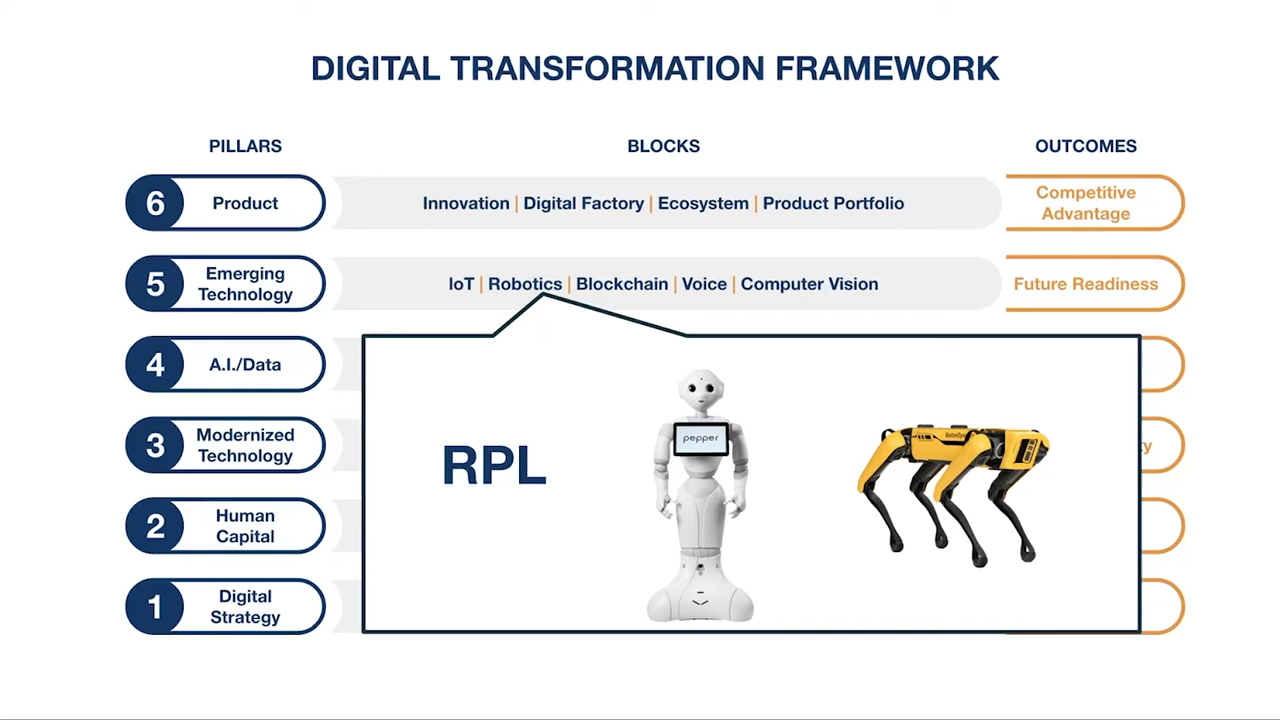 DIGITAL TRANSFORMATION FRAMEWORK
PILLARS
BLOCKS
OUTCOMES
6
Product
Innovation | Digital Factory | Ecosystem | Product Portfolio
Competitive
Advantage
5
Emerging
Technology
IoT | Robotics | Blockchain | Voice | Computer Vision
Future Readiness
4
A.I./Data
3
Modernized
Technology
2
Human
Capital
1
Digital
Strategy
RPL
pepper